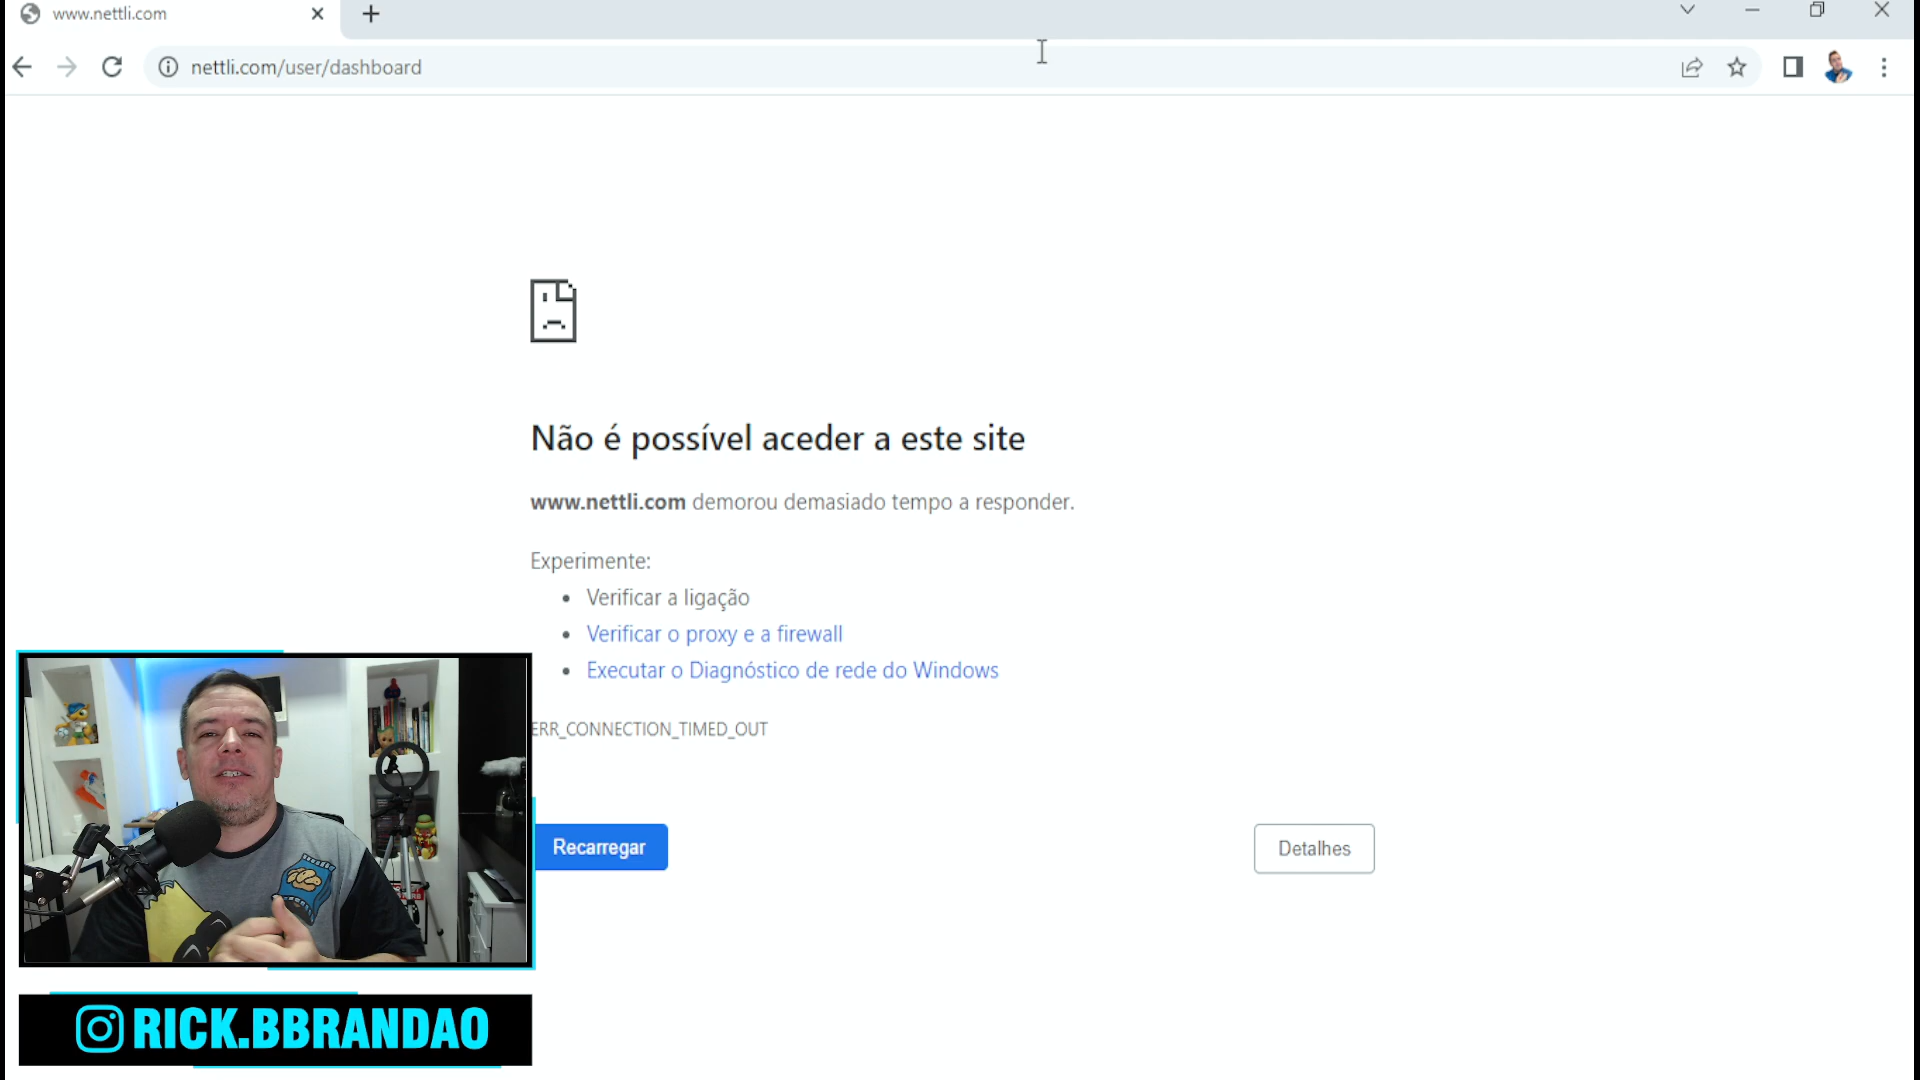 www.nettli.com
nettli.com/user/dashboard
Não é possível aceder a este site
www.nettli.com demorou demasiado tempo a responder.
Experimente:
Verificar a ligação
Verificar o proxy e a firewall
Executar o Diagnóstico de rede do Windows
ERR_CONNECTION_TIMED_OUT
Recarregar
Detalhes
RICK.BBRANDAO